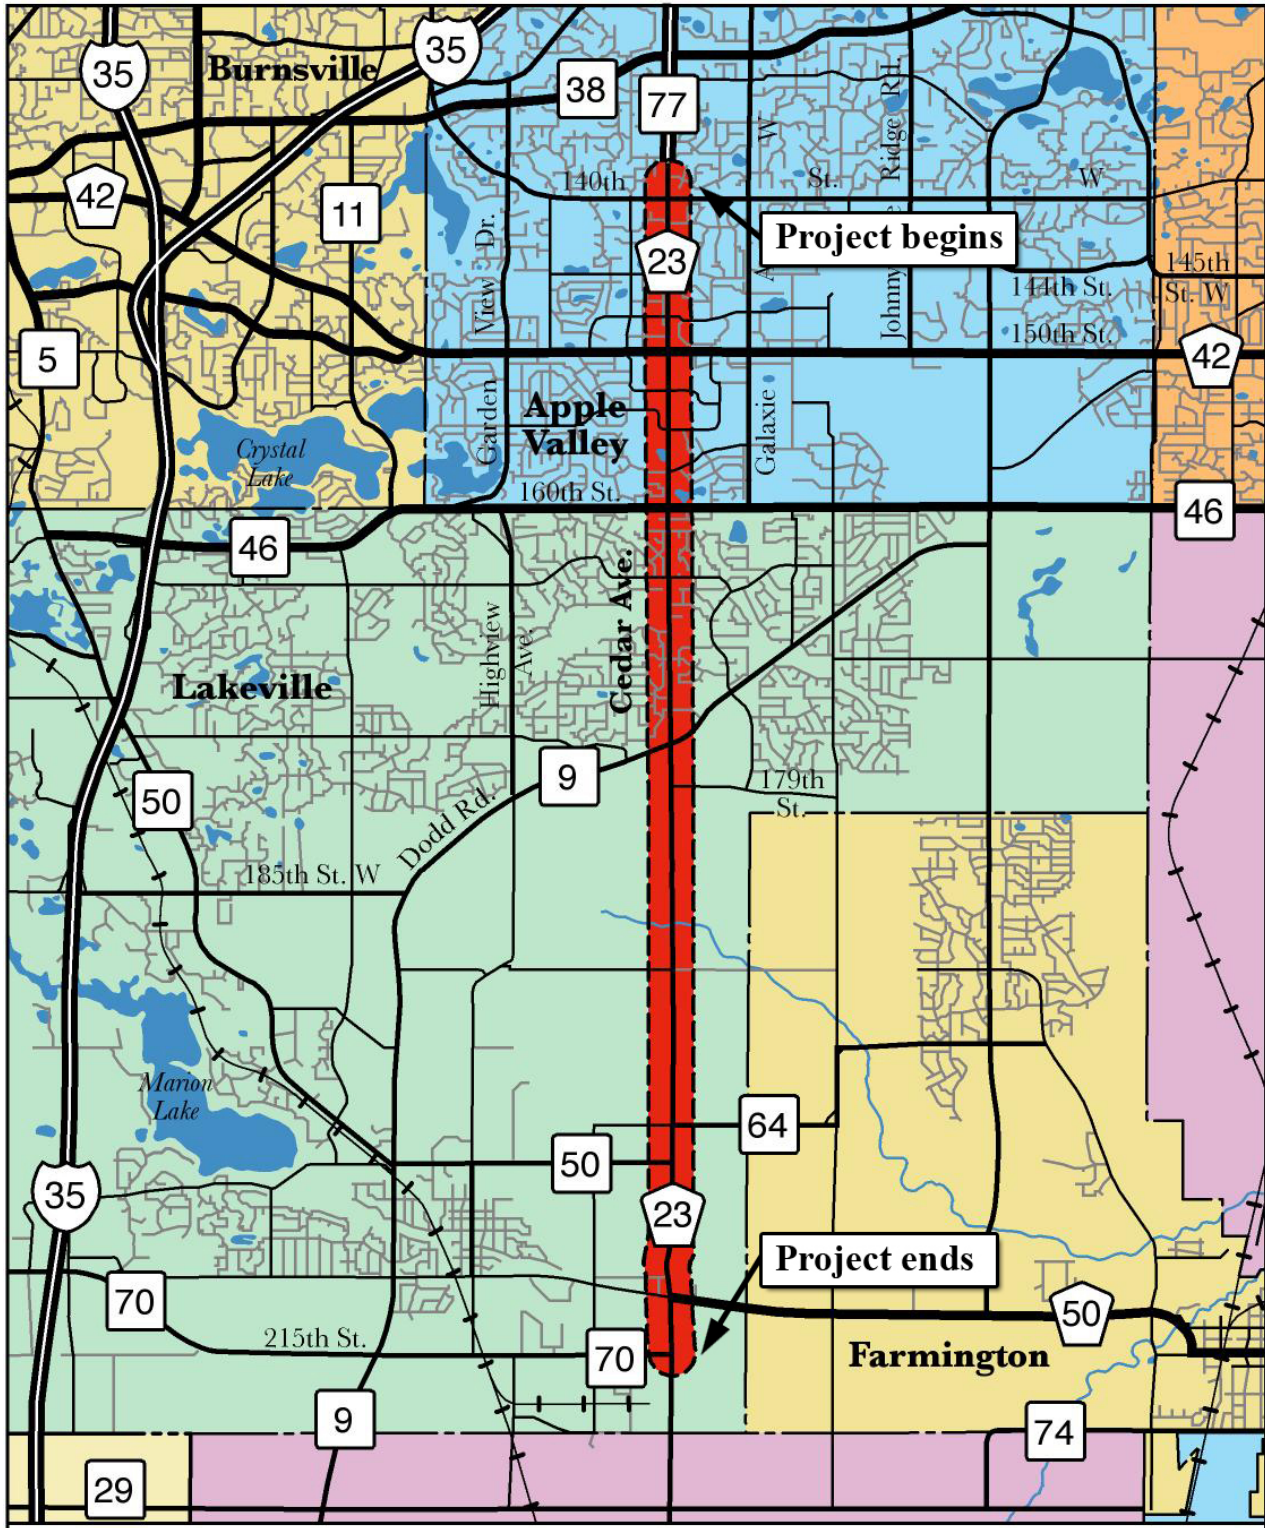 35
Burnsville
35
38
77
W
Ridge Rd.
42
11
140th
St.
W
Project begins
23
View Dr.
Johnny
145th
St. W
144th St.
150th St.
5
42
Apple
Valley
Garden
Galaxie
Crystal
Lake
160th St.
46
46
Cedar Ave.
Highview
Ave.
Lakeville
9
179th
St.
50
Dodd Rd.
185th St. W
Marion
Lake
64
50
35
23
Project ends
70
50
215th St.
70
Farmington
9
74
29